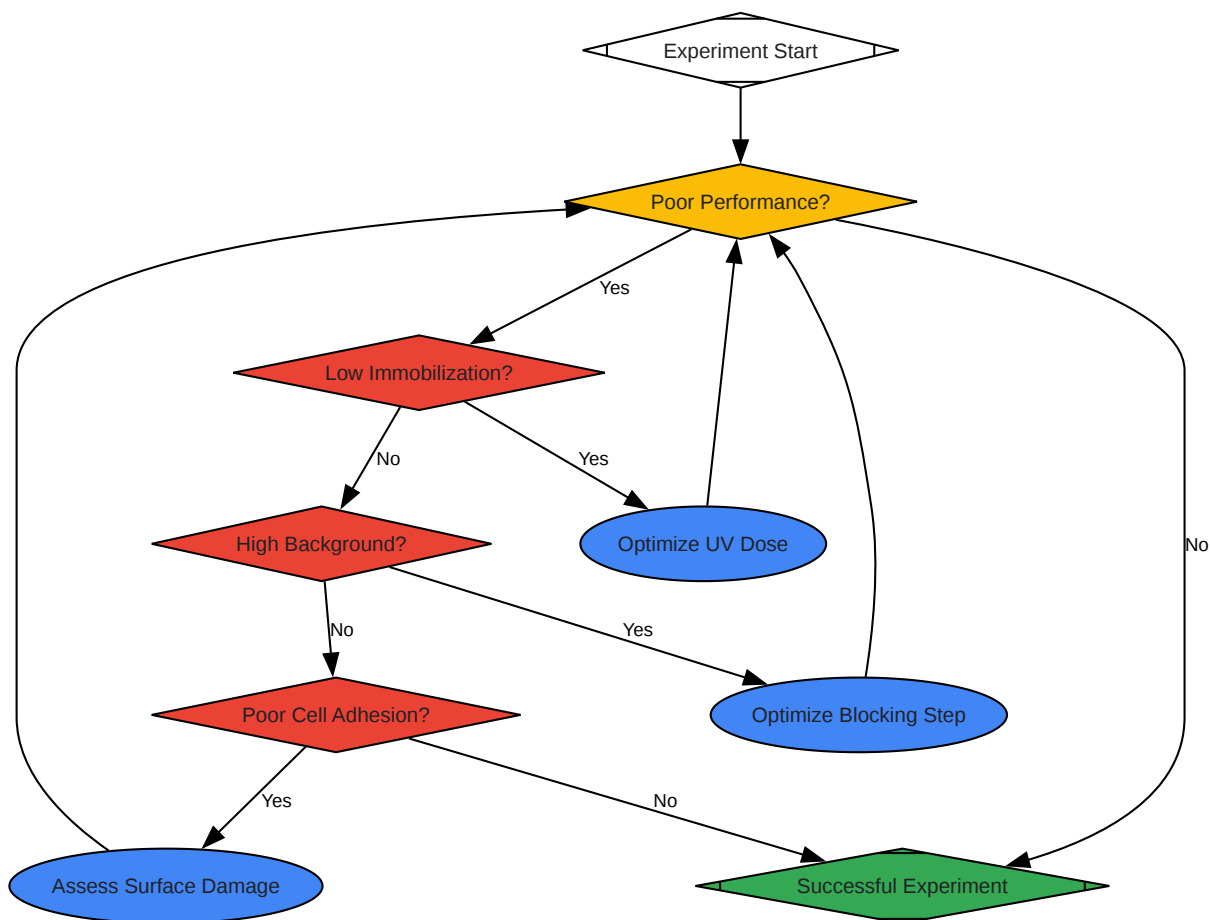 Experiment Start
Poor Performance?
Yes
Low Immobilization?
No
Yes
High Background?
Optimize UV Dose
No
No
Yes
Poor Cell Adhesion?
Optimize Blocking Step
Yes
No
Assess Surface Damage
Successful Experiment